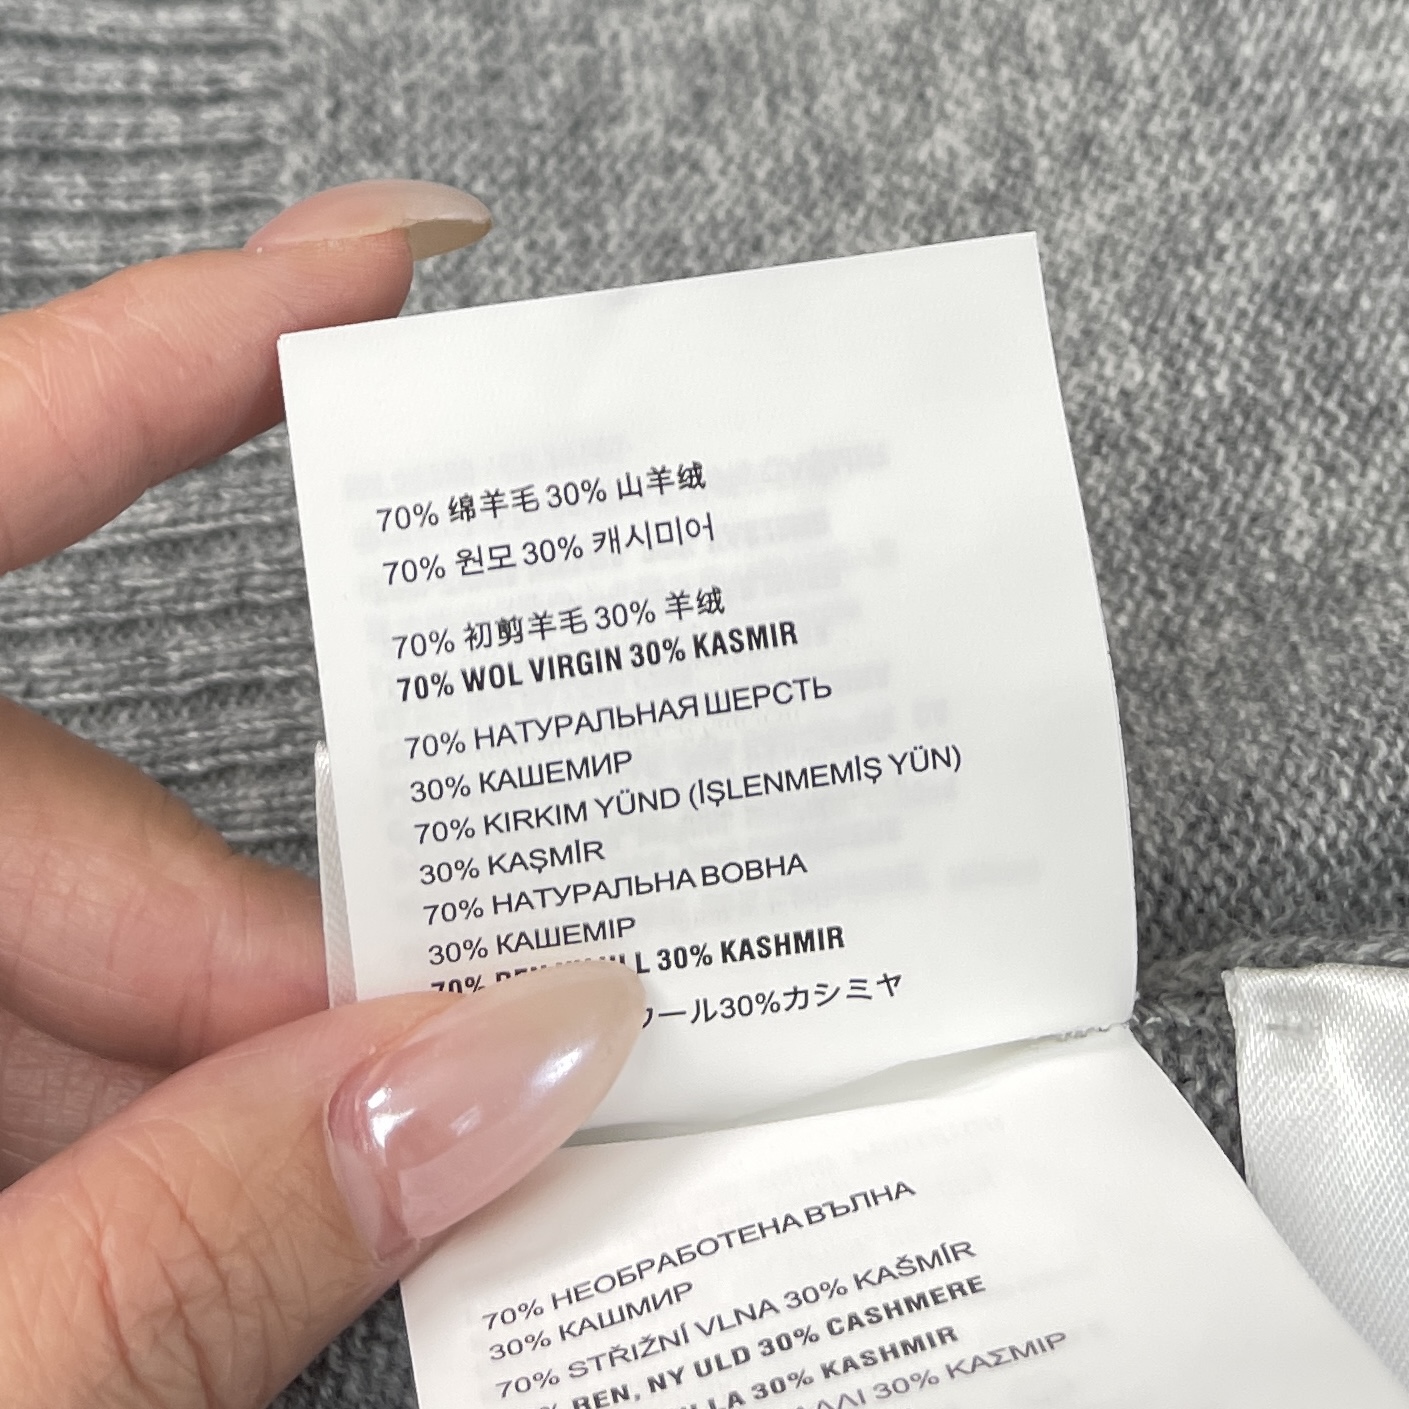 70% 绵羊毛 30% 山羊绒
70% 원모 30% 캐시미어
70% 初剪羊毛 30% 羊绒
70% WOL VIRGIN 30% KASMIR
70% НАТУРАЛЬНАЯ ШЕРСТЬ
30% КАШЕМИР
70% KIRKIM YÜND (İŞLENMEMİŞ YÜN)
30% KAŞMİR
70% НАТУРАЛЬНА ВОВНА
30% КАШЕМІР
70% 30% KASHMIR
ール30%カシミヤ
70% НЕОБРАБОТЕНА ВЪЛНА
30% КАШМИР
70% STŘIŽNÍ VLNA 30% KAŠMÍR
% REN, NY ULD 30% CASHMERE
30% KASHMIR
30% ΚΑΣΜΙΡ